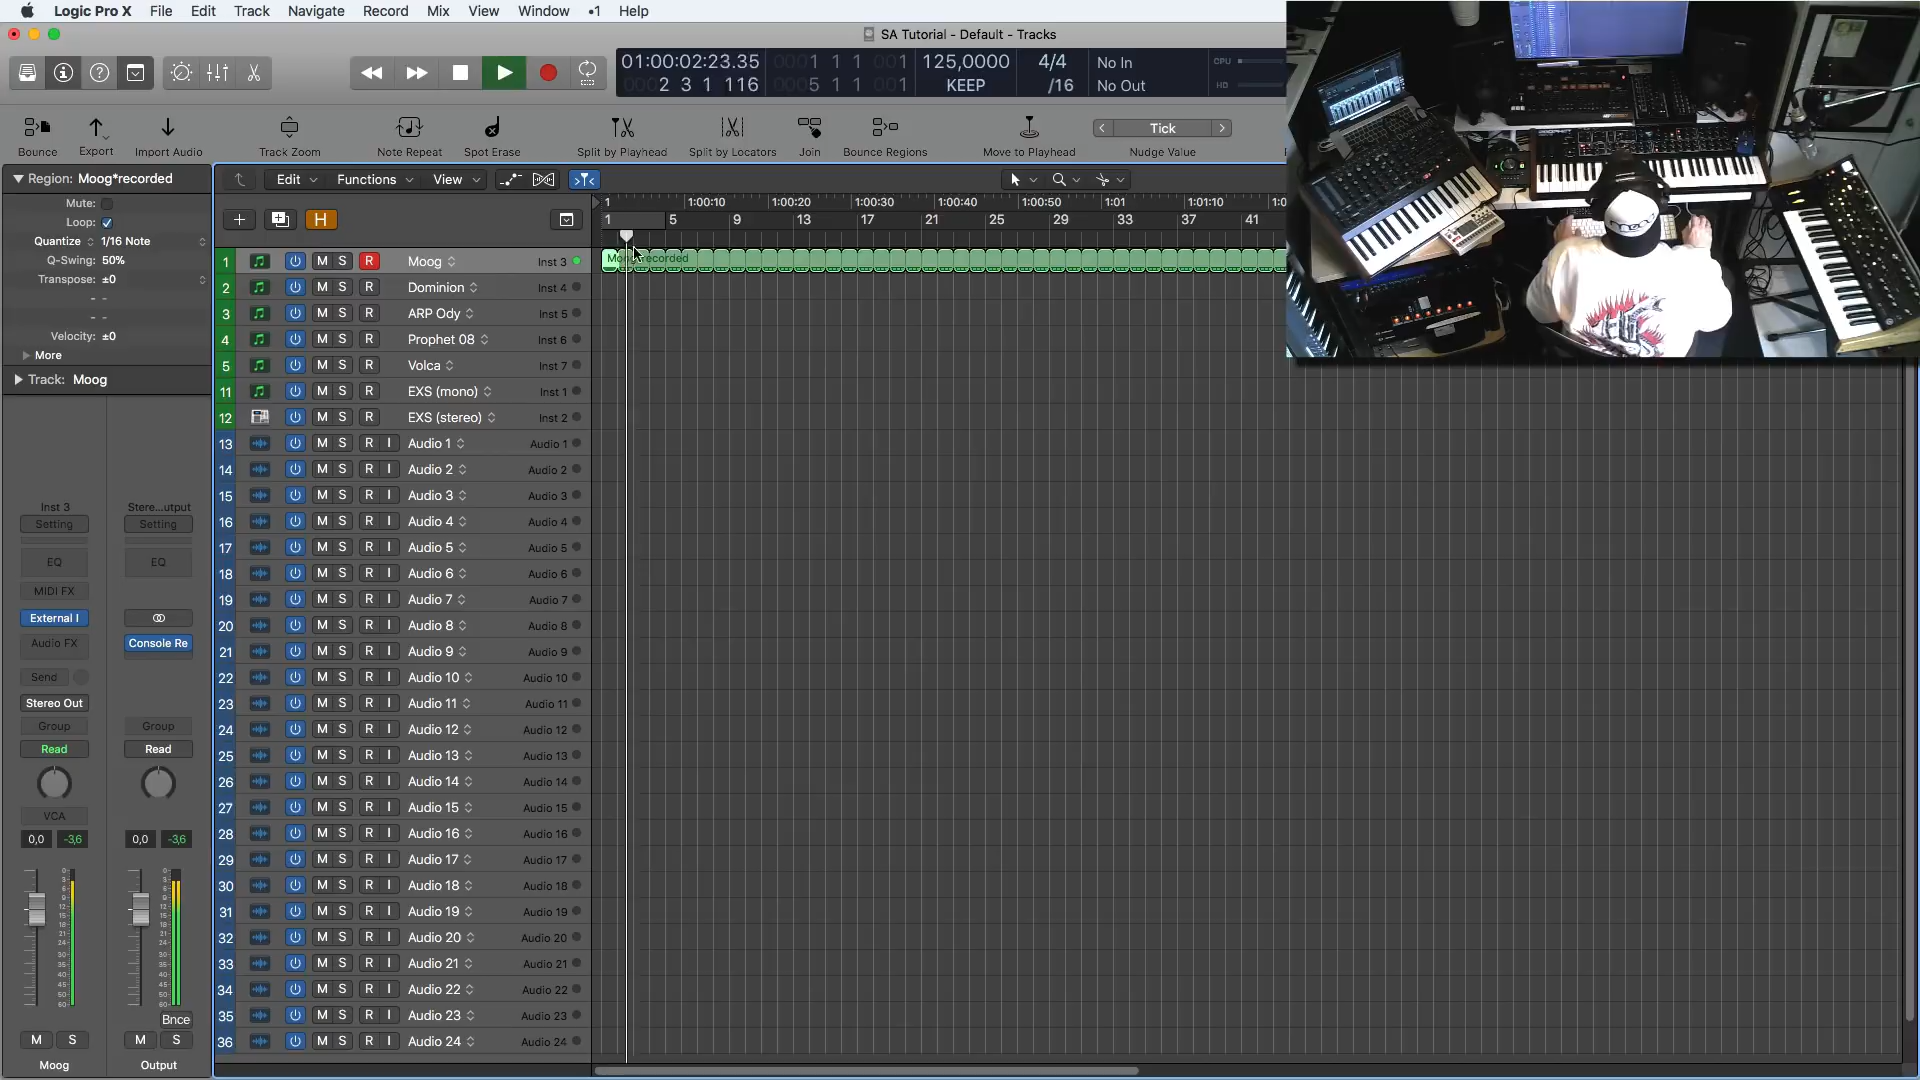 Logic Pro X File Edit Track Navigate Record Mix View Window •1 Help
SA Tutorial - Default - Tracks
01:00:02:23.35 0001 1 1 001 125,0000 4/4 No In CPU
0002 3 1 116 0005 1 1 001 KEEP /16 No Out HD
Bounce Export Import Audio Track Zoom Note Repeat Spot Erase Split by Playhead Split by Locators Join Bounce Regions Move to Playhead Tick Nudge Value
Region: Moog*recorded
Mute:
Loop:
Quantize 1/16 Note
Q-Swing: 50%
Transpose: ±0
Velocity: ±0
More
Track: Moog
Edit Functions View
H
1 1:00:10 1:00:20 1:00:30 1:00:40 1:00:50 1:01 1:01:10
1 5 9 13 17 21 25 29 33 37 41
1 M S R Moog Inst 3
2 M S R Dominion Inst 4
3 M S R ARP Ody Inst 5
4 M S R Prophet 08 Inst 6
5 M S R Volca Inst 7
11 M S R EXS (mono) Inst 1
12 M S R EXS (stereo) Inst 2
13 M S R I Audio 1 Audio 1
14 M S R I Audio 2 Audio 2
15 M S R I Audio 3 Audio 3
16 M S R I Audio 4 Audio 4
17 M S R I Audio 5 Audio 5
18 M S R I Audio 6 Audio 6
19 M S R I Audio 7 Audio 7
20 M S R I Audio 8 Audio 8
21 M S R I Audio 9 Audio 9
22 M S R I Audio 10 Audio 10
23 M S R I Audio 11 Audio 11
24 M S R I Audio 12 Audio 12
25 M S R I Audio 13 Audio 13
26 M S R I Audio 14 Audio 14
27 M S R I Audio 15 Audio 15
28 M S R I Audio 16 Audio 16
29 M S R I Audio 17 Audio 17
30 M S R I Audio 18 Audio 18
31 M S R I Audio 19 Audio 19
32 M S R I Audio 20 Audio 20
33 M S R I Audio 21 Audio 21
34 M S R I Audio 22 Audio 22
35 M S R I Audio 23 Audio 23
36 M S R I Audio 24 Audio 24
Inst 3 Stere...utput
Setting Setting
EQ EQ
MIDI FX
External I
Audio FX Console Re
Send
Stereo Out
Group Group
Read Read
VCA
0,0 -3,6 0,0 -3,6
Bnce
M S M S
Moog Output